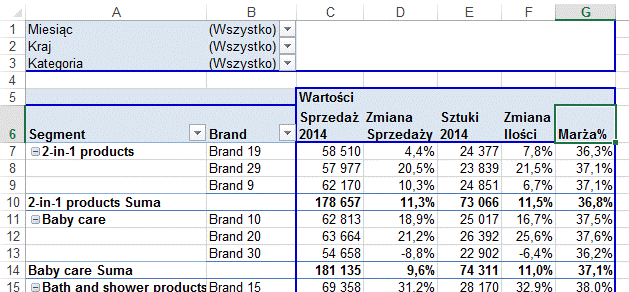 A B C D E F G
1 Miesiąc (Wszystko)
2 Kraj (Wszystko)
3 Kategoria (Wszystko)
4
5 Wartości
Sprzedaż Zmiana Sztuki Zmiana
6 Segment Brand 2014 Sprzedaży 2014 Ilości Marża%
7 2-in-1 products Brand 19 58 510 4,4% 24 377 7,8% 36,3%
8 Brand 29 57 977 20,5% 23 839 21,5% 37,1%
9 Brand 9 62 170 10,3% 24 851 6,7% 37,1%
10 2-in-1 products Suma 178 657 11,3% 73 066 11,5% 36,8%
11 Baby care Brand 10 62 813 18,9% 25 017 16,7% 37,5%
12 Brand 20 63 664 21,2% 26 392 25,6% 37,6%
13 Brand 30 54 658 -8,8% 22 902 -6,4% 36,2%
14 Baby care Suma 181 135 9,6% 74 311 11,0% 37,1%
15 Bath and shower products Brand 15 69 358 31,2% 28 170 32,9% 38,0%